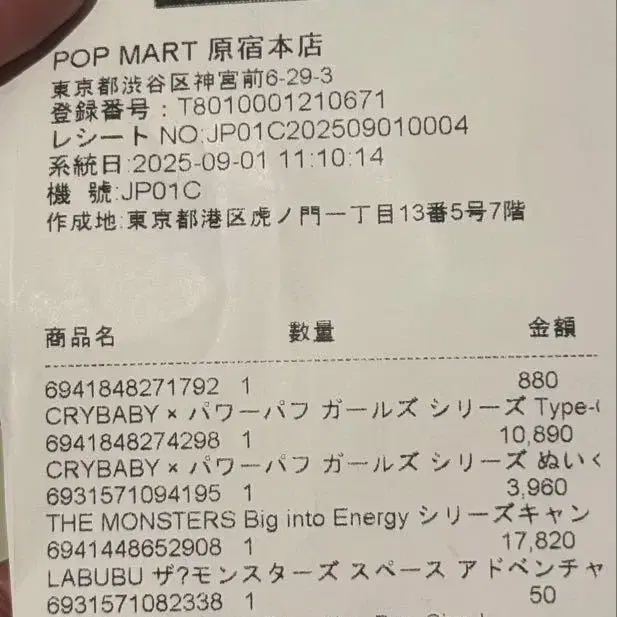 POP MART 原宿本店
東京都渋谷区神宮前6-29-3
登録番号：T8010001210671
レシート NO:JP01C202509010004
系統日:2025-09-01 11:10:14
機 號:JP01C
作成地:東京都港区虎ノ門一丁目13番5号7階
商品名 數量 金額
6941848271792 1 880
CRYBABY × パワーパフ ガールズ シリーズ Type-
6941848274298 1 10,890
CRYBABY × パワーパフ ガールズ シリーズ ぬいく
6931571094195 1 3,960
THE MONSTERS Big into Energy シリーズキャン
6941448652908 1 17,820
LABUBU ザ?モンスターズ スペース アドベンチャ
6931571082338 1 50